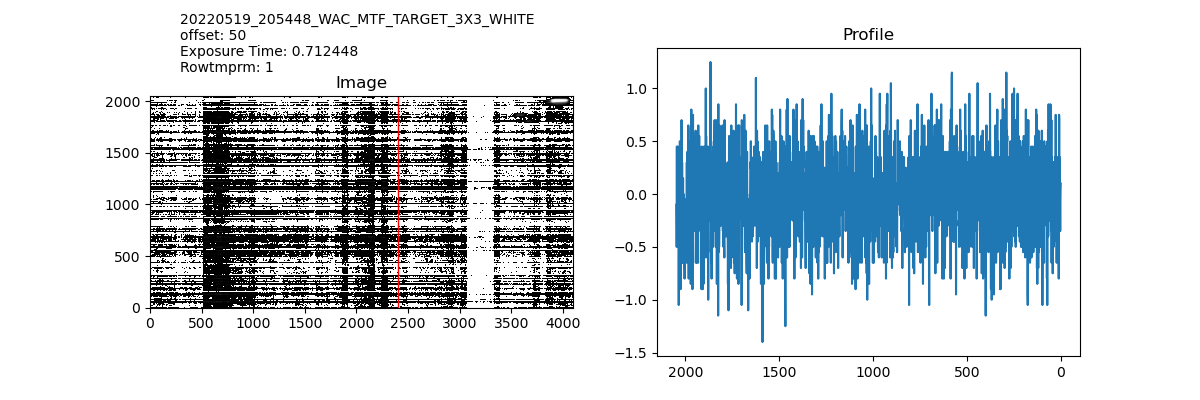 20220519_205448_WAC_MTF_TARGET_3X3_WHITE
offset: 50
Exposure Time: 0.712448
Rowtmprm: 1
Image
2000
1500
1000
500
0
0 500 1000 1500 2000 2500 3000 3500 4000
Profile
1.0
0.5
0.0
−0.5
−1.0
−1.5
2000 1500 1000 500 0